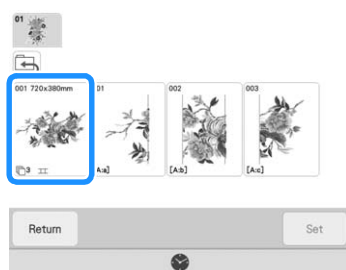 01
001 720x380mm
01
002
003
3
A:a]
[A:b]
[A:c]
Return
Set